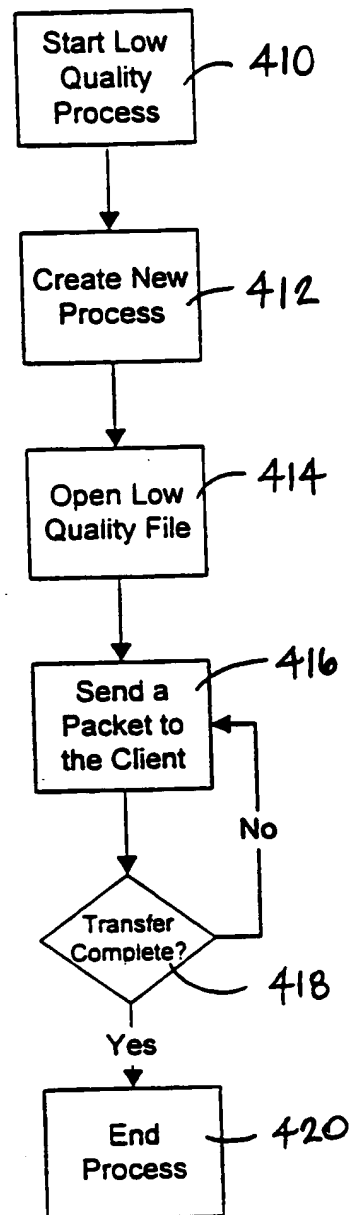 Start Low
Quality
Process
410
Create New
Process
412
Open Low
Quality File
414
Send a
Packet to
the Client
416
No
Transfer
Complete?
418
Yes
End
Process
420